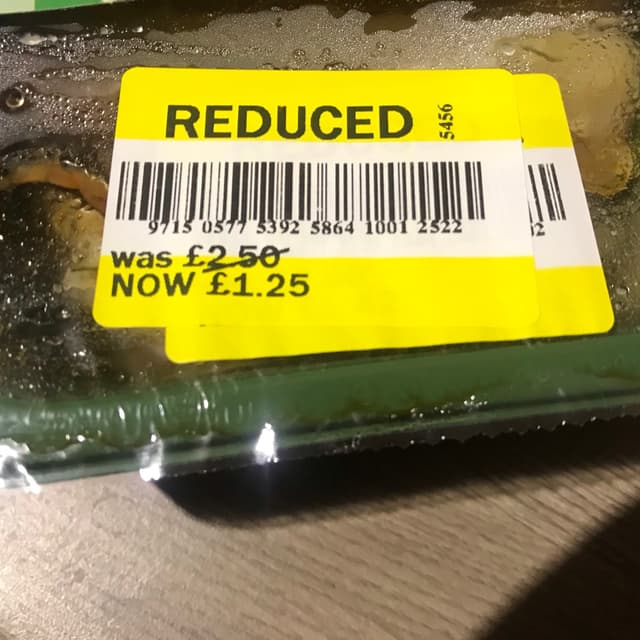 REDUCED
5456
9715 0577 5392 5864 1001 2522
was £2.50
NOW £1.25